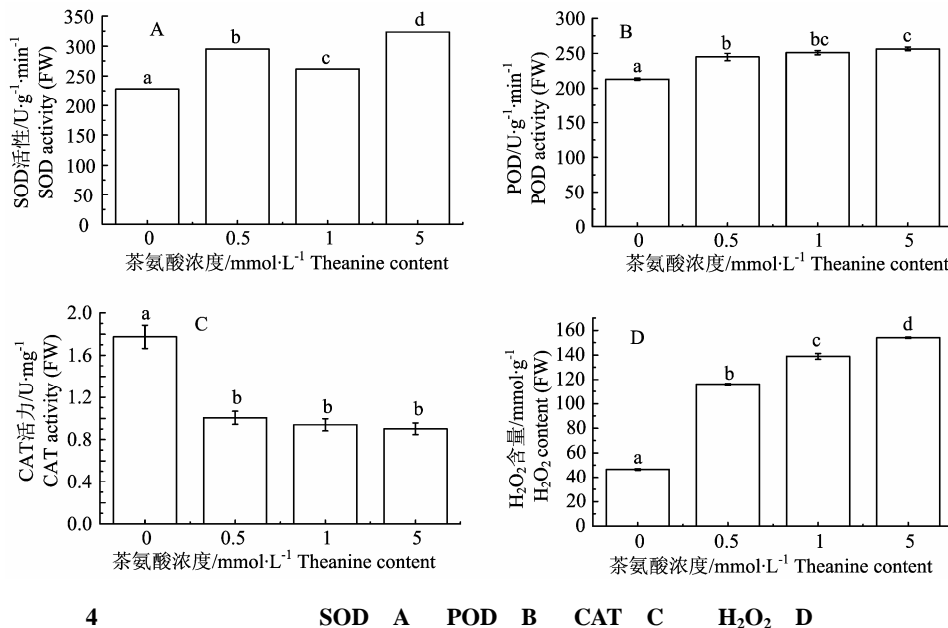 A
SOD活性/U·g⁻¹·min⁻¹
SOD activity (FW)
350
300
250
200
150
100
50
0
a
b
c
d
0 0.5 1 5
茶氨酸浓度/mmol·L⁻¹ Theanine content
B
POD/U·g⁻¹·min⁻¹
POD activity (FW)
300
250
200
150
100
50
0
a
b
bc
c
0 0.5 1 5
茶氨酸浓度/mmol·L⁻¹ Theanine content
C
CAT活力/U·mg⁻¹
CAT activity (FW)
2.0
1.6
1.2
0.8
0.4
0.0
a
b
b
b
0 0.5 1 5
茶氨酸浓度/mmol·L⁻¹ Theanine content
D
H₂O₂含量/mmol·g⁻¹
H₂O₂ content (FW)
160
140
120
100
80
60
40
20
0
a
b
c
d
0 0.5 1 5
茶氨酸浓度/mmol·L⁻¹ Theanine content
4 SOD A POD B CAT C H₂O₂ D